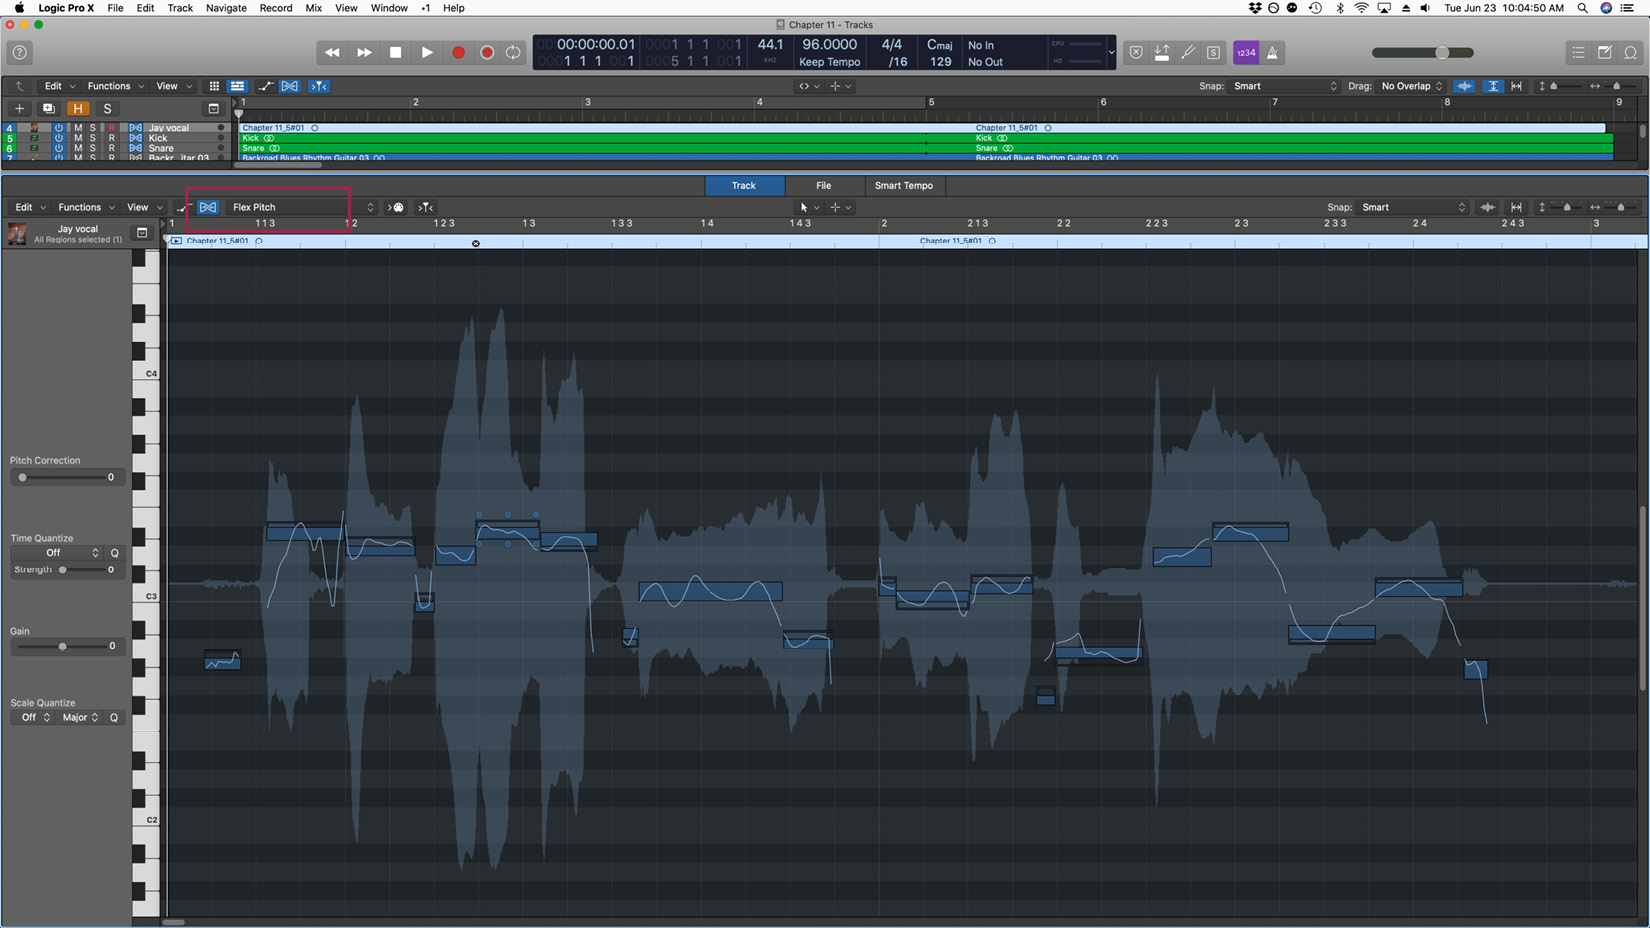 Logic Pro X File Edit Track Navigate Record Mix View Window 1 Help Tue Jun 23 10:04:50 AM
Chapter 11 - Tracks
00:00:00:00.01 0001 1 1 001 44.1 96.0000 4/4 Cmaj No In CPU
1 1 1 001 0005 1 1 001 KHZ Keep Tempo /16 129 No Out HD
1234
Edit Functions View Snap: Smart Drag: No Overlap
H S 1 2 3 4 5 6 7 8 9
4 M S R Jay vocal Chapter 11_5#01 Chapter 11_5#01
5 M S R Kick Kick Kick
6 M S R Snare Snare Snare
7 M S R Backr...itar 03 Backroad Blues Rhythm Guitar 03 Backroad Blues Rhythm Guitar 03
Track File Smart Tempo
Edit Functions View Flex Pitch Snap: Smart
1 1 1 3 1 2 1 2 3 1 3 1 3 3 1 4 1 4 3 2 2 1 3 2 2 2 2 3 2 3 2 3 3 2 4 2 4 3 3
Jay vocal
All Regions selected (1)
Chapter 11_5#01 Chapter 11_5#01
C4
Pitch Correction
0
Time Quantize
Off Q
Strength 0
C3
Gain
0
Scale Quantize
Off Major Q
C2